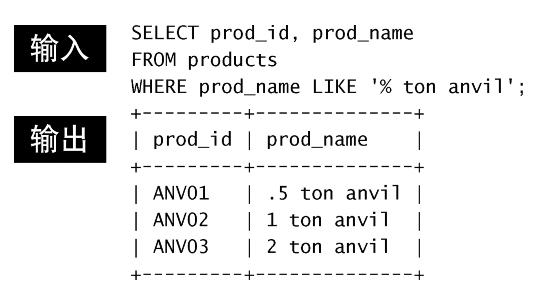 输入
SELECT prod_id, prod_name
FROM products
WHERE prod_name LIKE '% ton anvil';
输出
+---------+--------------+
| prod_id | prod_name    |
+---------+--------------+
| ANV01   | .5 ton anvil |
| ANV02   | 1 ton anvil  |
| ANV03   | 2 ton anvil  |
+---------+--------------+